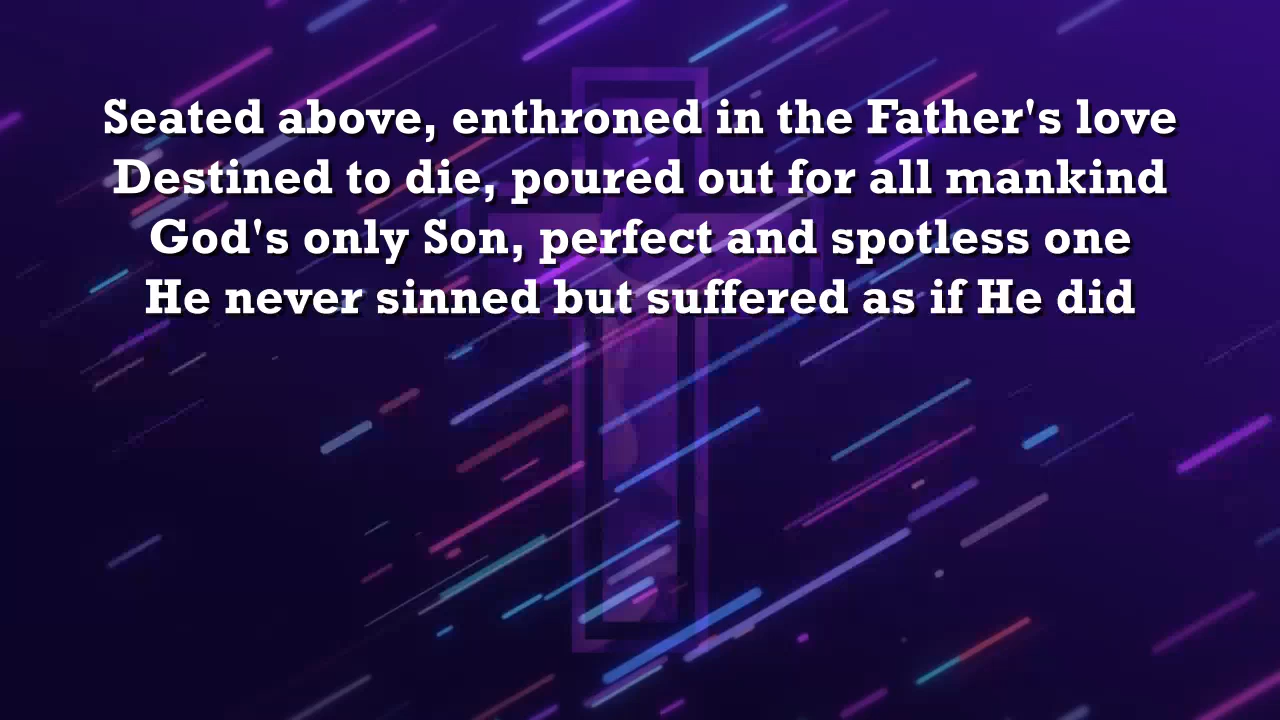 Seated above, enthroned in the Father's love
Destined to die, poured out for all mankind
God's only Son, perfect and spotless one
He never sinned but suffered as if He did